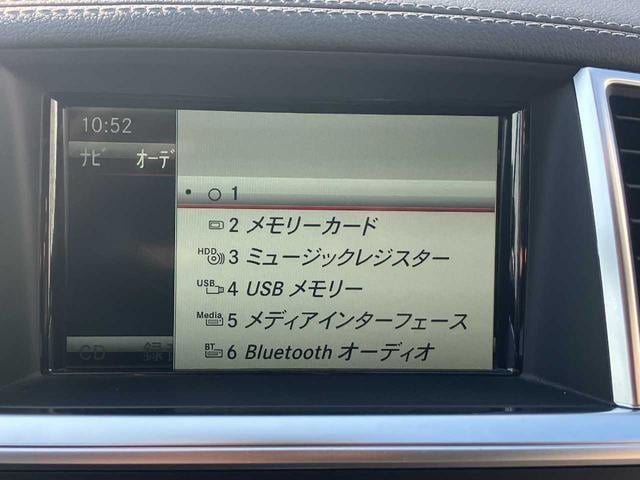 10:52
ナビ オーデ
1
2 メモリーカード
HDD 3 ミュージックレジスター
USB 4 USB メモリー
Media 5 メディアインターフェース
BT 6 Bluetooth オーディオ
CD 録